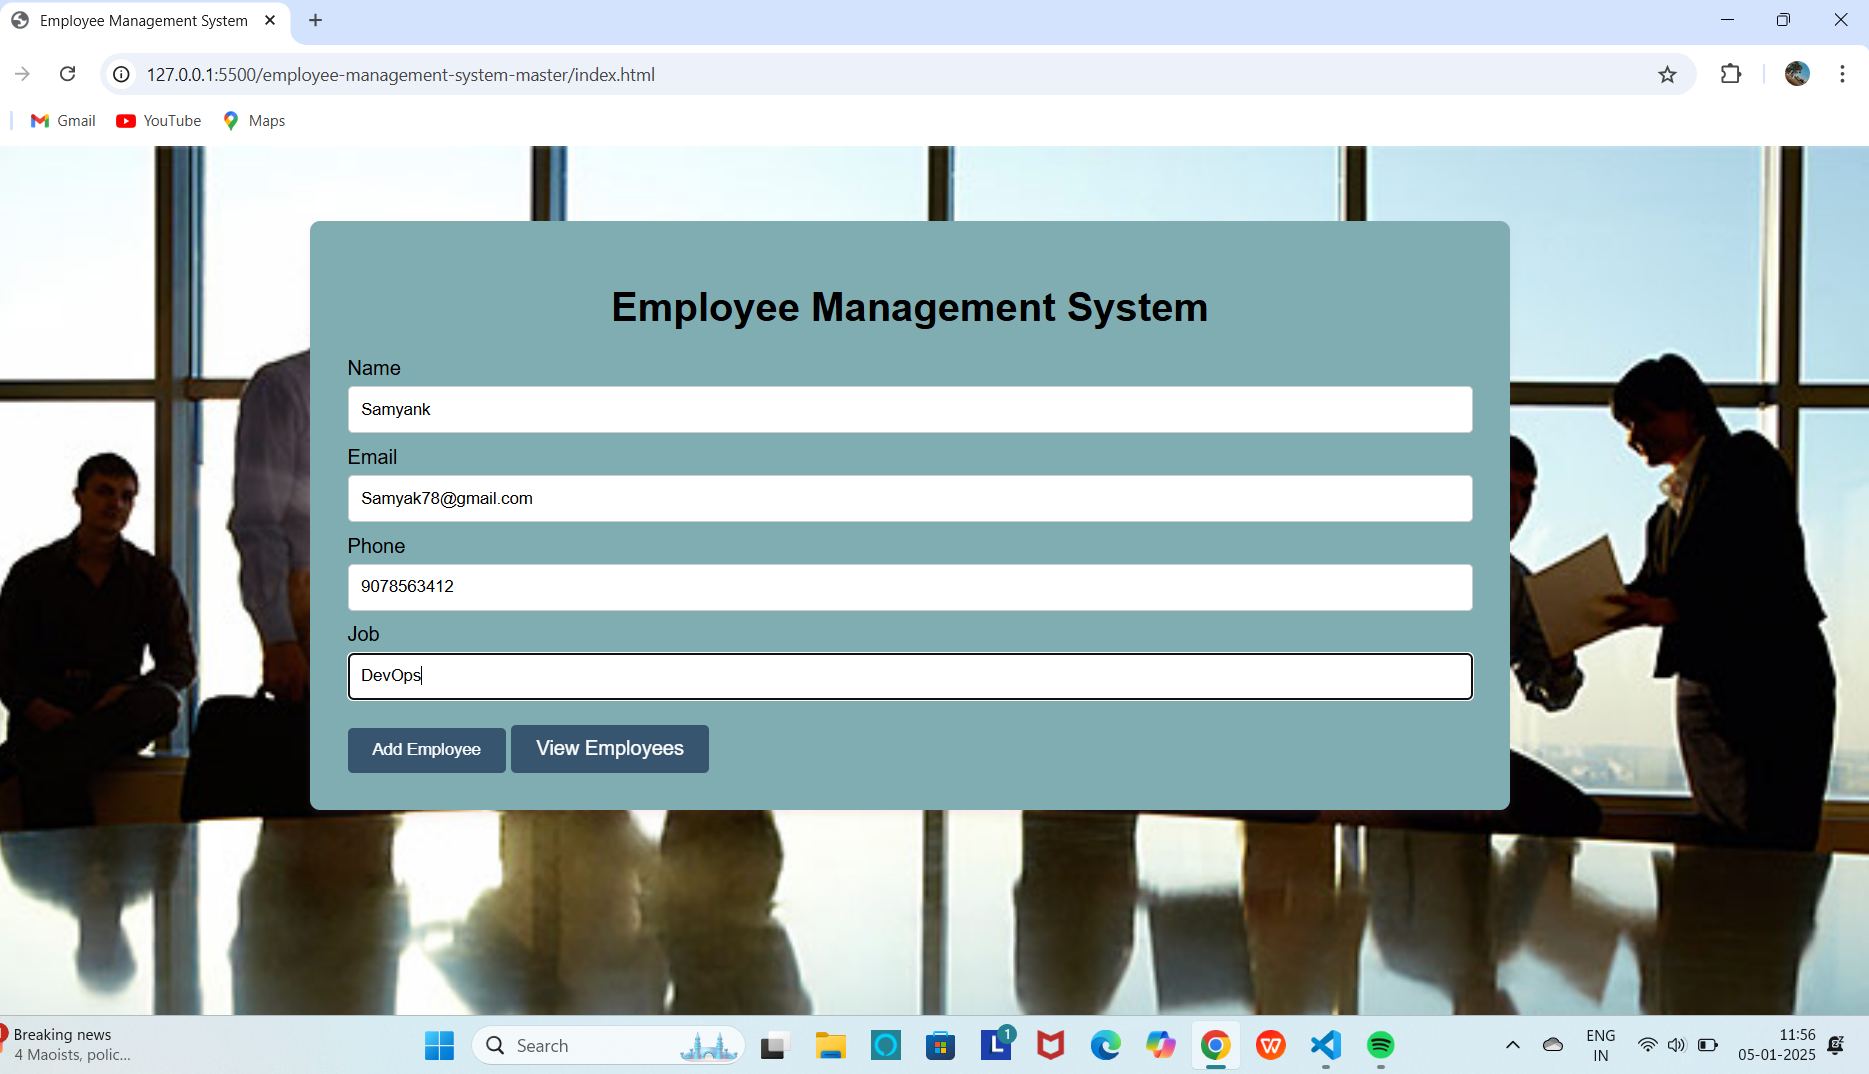 Employee Management System
127.0.0.1:5500/employee-management-system-master/index.html
Gmail YouTube Maps
Employee Management System
Name
Samyank
Email
Samyak78@gmail.com
Phone
9078563412
Job
DevOps
Add Employee View Employees
Breaking news
4 Maoists, polic...
Search
1
L
W
ENG
IN
11:56
05-01-2025